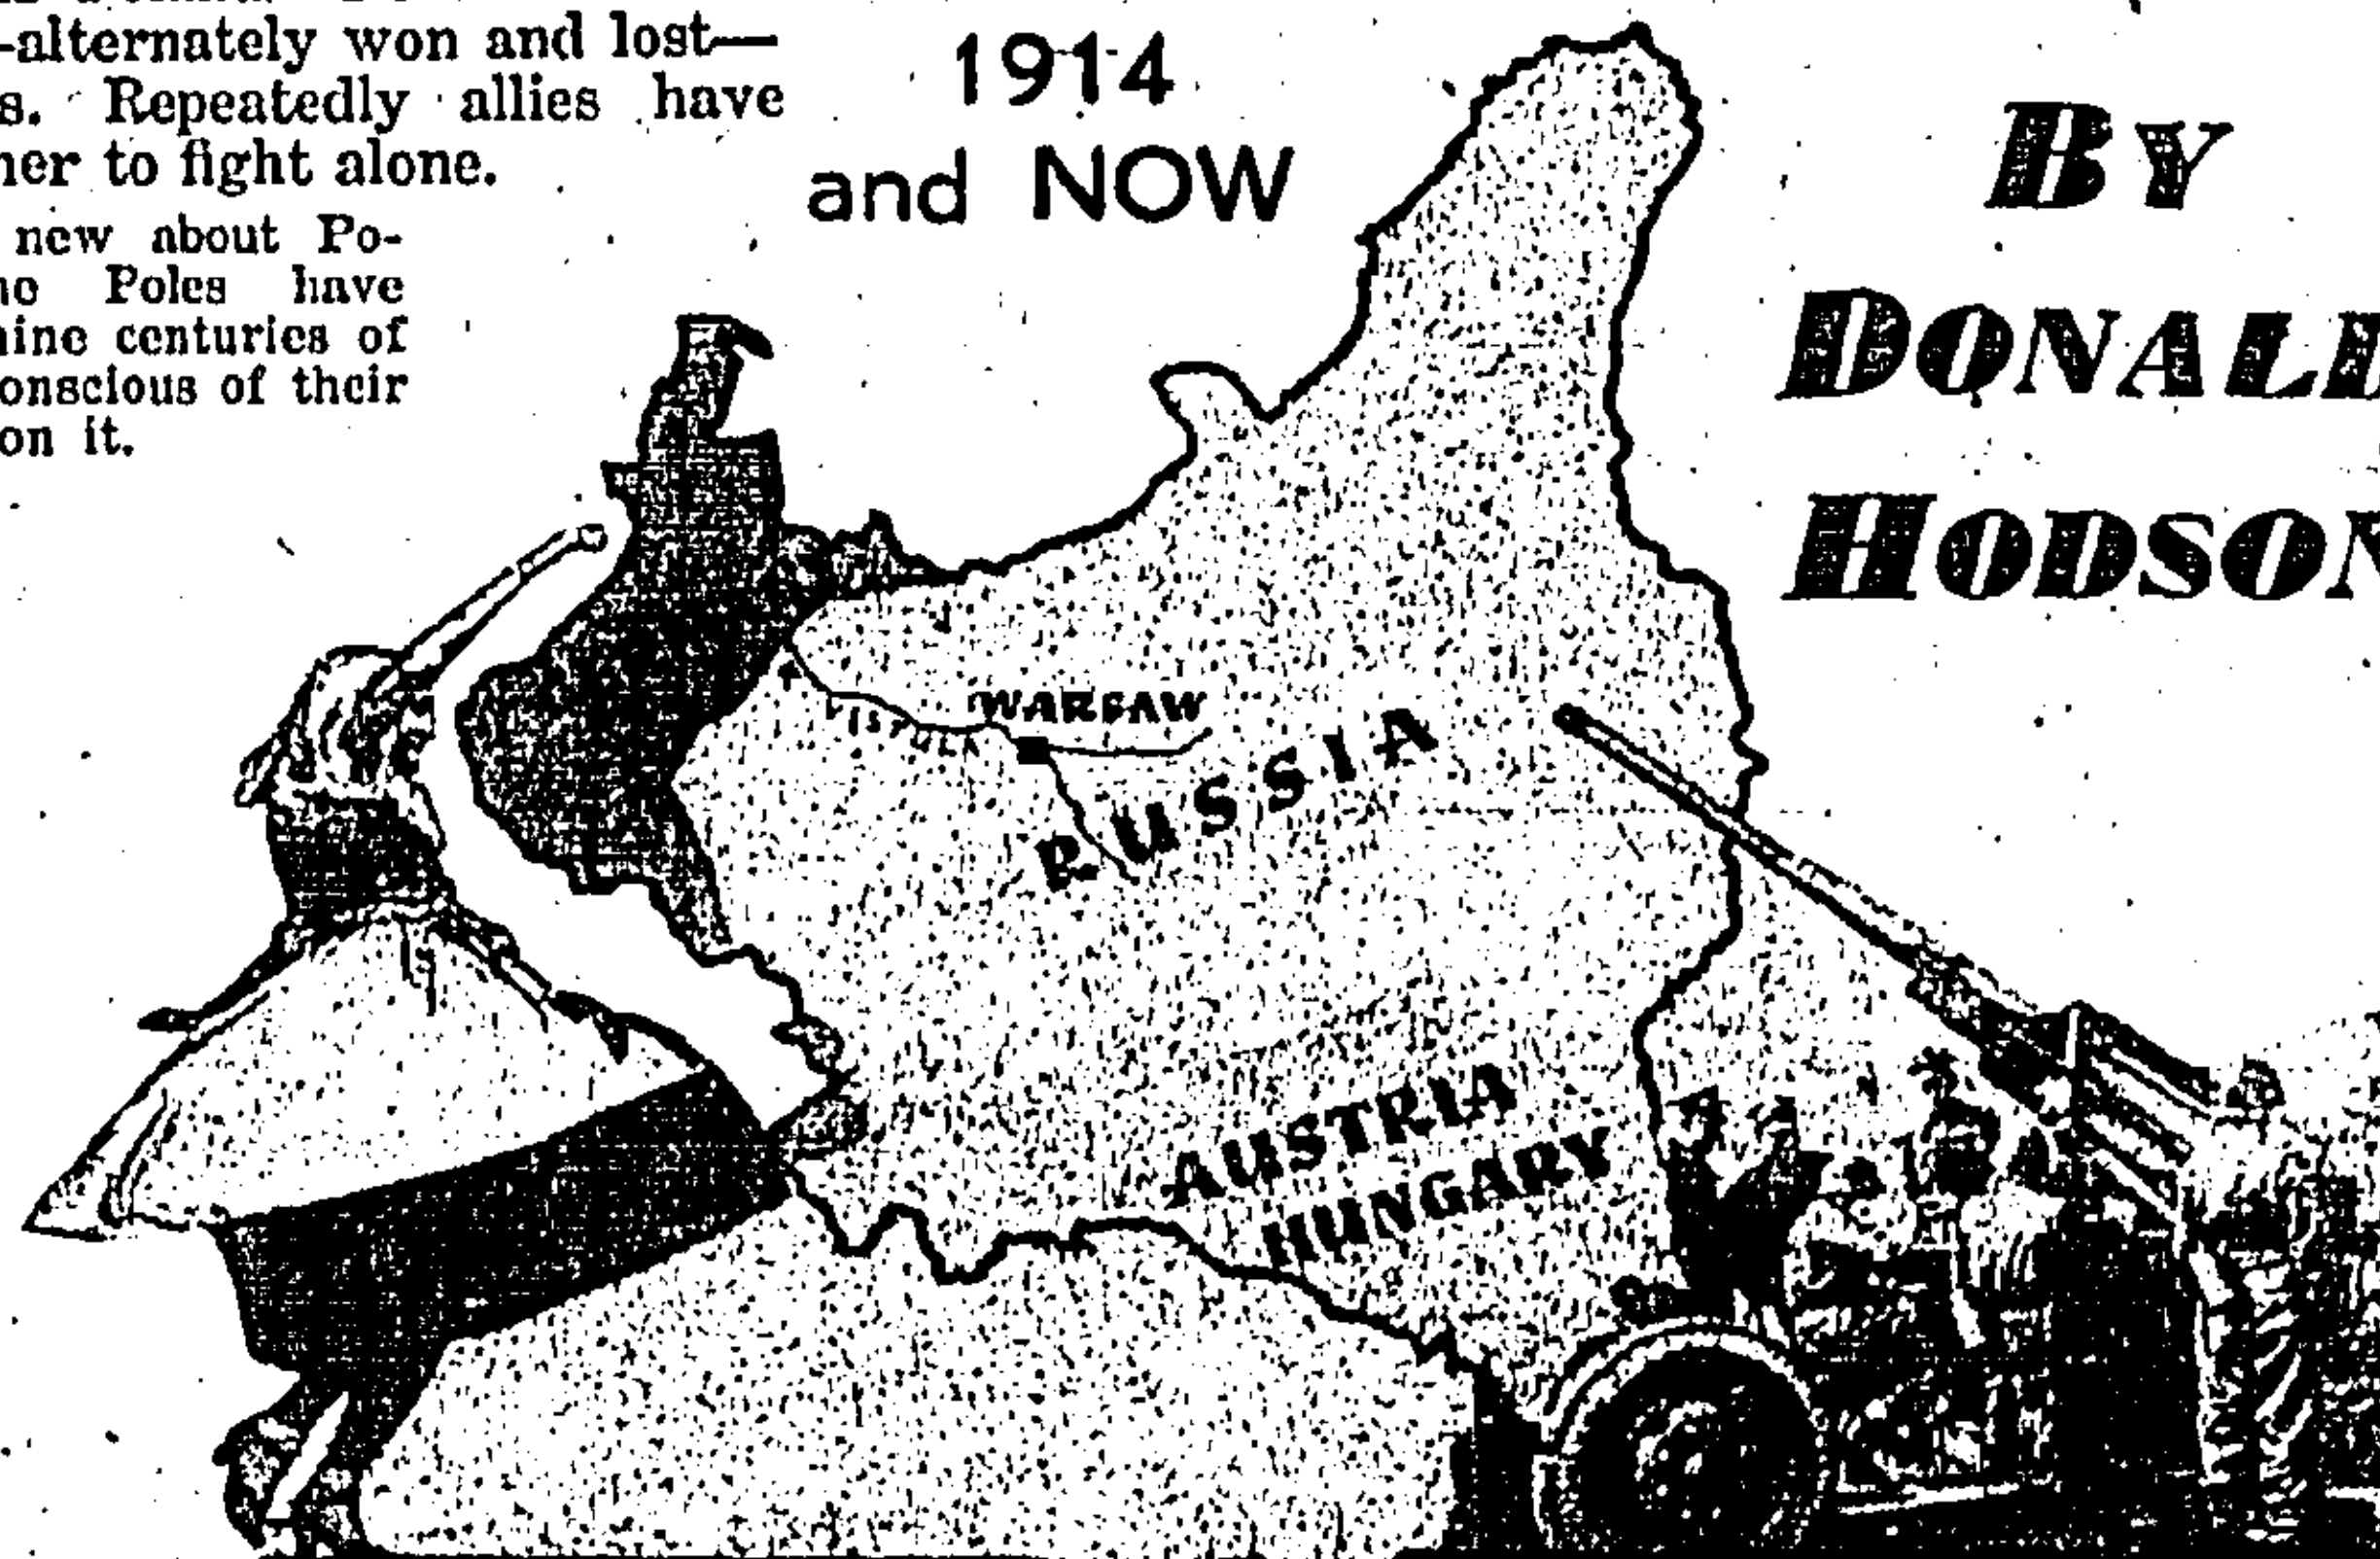 -alternately won and lost—
s. Repeatedly allies have
her to fight alone.
new about Po-
Poles have
nine centuries of
conscious of their
on it.
1914
and NOW
BY
DONALD
HODSON
WARSAW
VISTULA
RUSSIA
AUSTRIA
HUNGARY